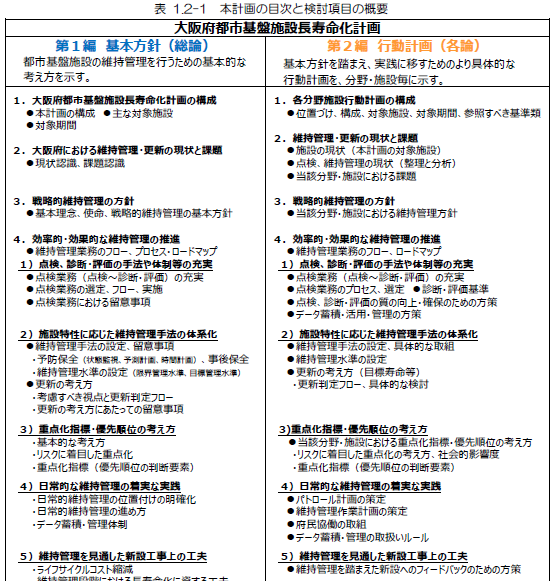 表 1.2-1 本計画の目次と検討項目の概要
大阪府都市基盤施設長寿命化計画
第1編 基本方針（総論）
都市基盤施設の維持管理を行うための基本的な
考え方を示す。
1．大阪府都市基盤施設長寿命化計画の構成
●本計画の構成 ●主な対象施設
●対象期間
2．大阪府における維持管理・更新の現状と課題
●現状認識、課題認識
3．戦略的維持管理の方針
●基本理念、使命、戦略的維持管理の基本方針
4．効率的・効果的な維持管理の推進
●維持管理業務のフロー、プロセス・ロードマップ
1）点検、診断・評価の手法や体制等の充実
●点検業務（点検～診断・評価）の充実
●点検業務の選定、フロー、実施
●点検業務における留意事項
2）施設特性に応じた維持管理手法の体系化
●維持管理手法の設定、留意事項
・予防保全（状態監視、予測計画、時間計画）、事後保全
・維持管理水準の設定（限界管理水準、目標管理水準）
●更新の考え方
・考慮すべき視点と更新判定フロー
・更新の考え方にあたっての留意点
3）重点化指標・優先順位の考え方
・基本的な考え方
・リスクに着目した重点化
・重点化指標（優先順位の判断要素）
4）日常的な維持管理の着実な実践
・日常的維持管理の位置付けの明確化
・日常的維持管理の進め方
・データ蓄積・管理体制
5）維持管理を見通した新設工事上の工夫
・ライフサイクルコスト縮減
・維持管理段階における長寿命化に資する工夫
第2編 行動計画（各論）
基本方針を踏まえ、実践に移すためのより具体的な
行動計画を、分野・施設毎に示す。
1．各分野施設行動計画の構成
●位置づけ、構成、対象施設、対象期間、参照すべき基準類
2．維持管理・更新の現状と課題
●施設の現状（本計画の対象施設）
●点検、維持管理の現状（整理と分析）
●当該分野・施設における課題
3．戦略的維持管理の方針
●当該分野・施設における維持管理方針
4．効率的・効果的な維持管理の推進
●維持管理業務のフロー、ロードマップ
1）点検、診断・評価の手法や体制等の充実
●点検業務（点検～診断・評価）の充実
●点検業務のプロセス、選定 ●診断・評価基準
●点検、診断・評価の質の向上・確保のための方策
●データ蓄積・活用・管理の方策
2）施設特性に応じた維持管理手法の体系化
●維持管理手法の設定、具体的な取組
●維持管理水準の設定
●更新の考え方（目標寿命等）
・更新判定フロー、具体的な検討
3)重点化指標・優先順位の考え方
●当該分野・施設における重点化指標・優先順位の考え方
・リスクに着目した重点化の考え方、社会的影響度
・重点化指標（優先順位の判断要素）
4）日常的な維持管理の着実な実践
●パトロール計画の策定
●維持管理作業計画の策定
●府民協働の取組
●データ蓄積・管理の取扱いルール
5）維持管理を見通した新設工事上の工夫
●維持管理を踏まえた新設へのフィードバックのための方策